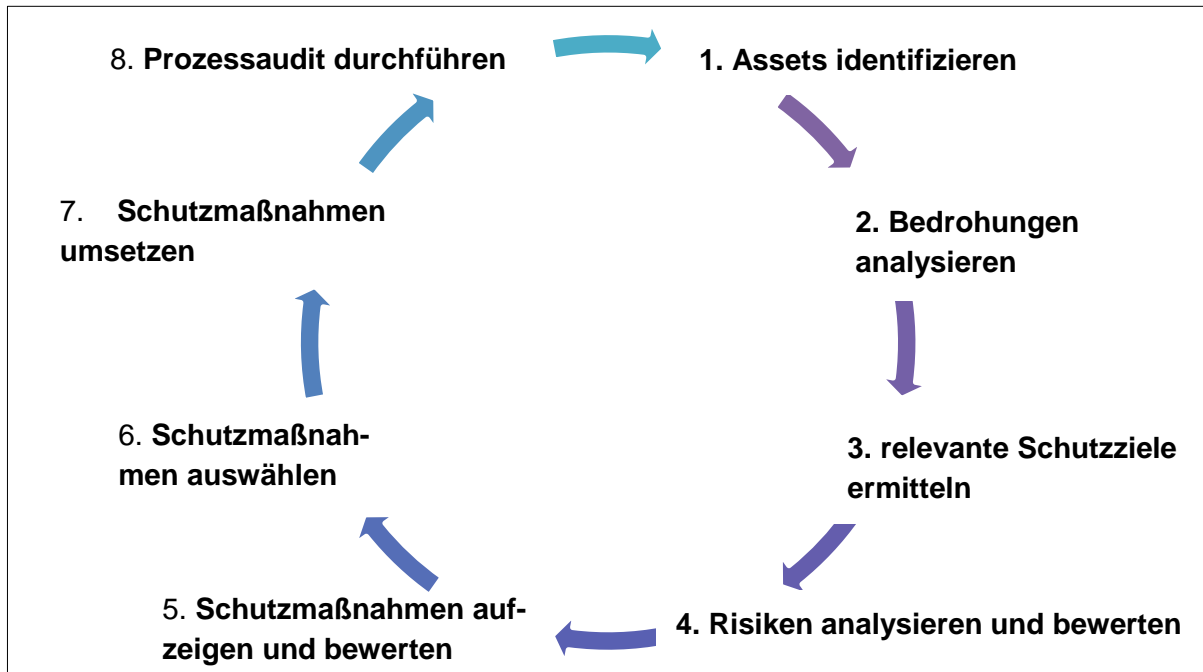 8. Prozessaudit durchführen
1. Assets identifizieren
2. Bedrohungen
analysieren
3. relevante Schutzziele
ermitteln
4. Risiken analysieren und bewerten
5. Schutzmaßnahmen auf-
zeigen und bewerten
6. Schutzmaßnah-
men auswählen
7. Schutzmaßnahmen
umsetzen